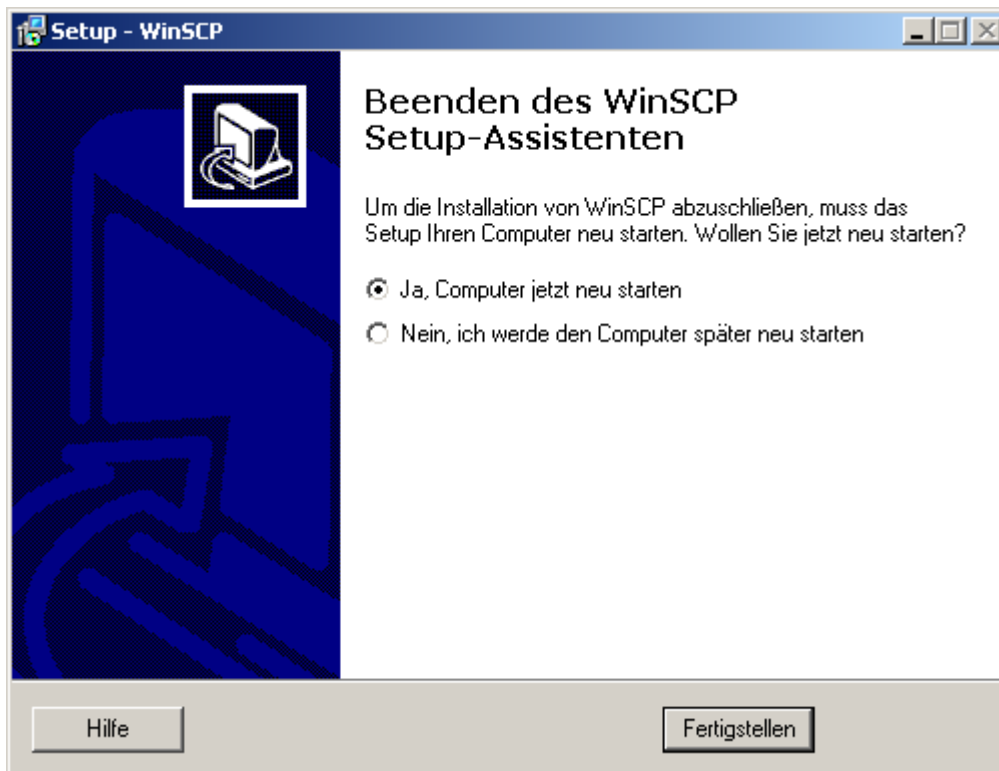 Setup - WinSCP
Beenden des WinSCP
Setup-Assistenten
Um die Installation von WinSCP abzuschließen, muss das
Setup Ihren Computer neu starten. Wollen Sie jetzt neu starten?
Ja, Computer jetzt neu starten
Nein, ich werde den Computer später neu starten
Hilfe
Fertigstellen